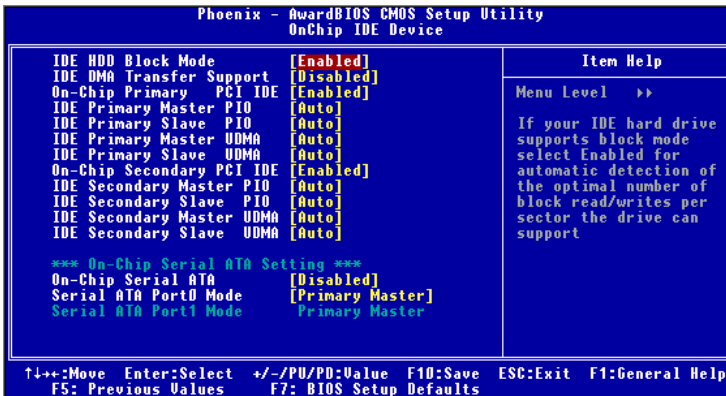 Phoenix - AwardBIOS CMOS Setup Utility
OnChip IDE Device
IDE HDD Block Mode [Enabled]
IDE DMA Transfer Support [Disabled]
On-Chip Primary PCI IDE [Enabled]
IDE Primary Master PIO [Auto]
IDE Primary Slave PIO [Auto]
IDE Primary Master UDMA [Auto]
IDE Primary Slave UDMA [Auto]
On-Chip Secondary PCI IDE [Enabled]
IDE Secondary Master PIO [Auto]
IDE Secondary Slave PIO [Auto]
IDE Secondary Master UDMA [Auto]
IDE Secondary Slave UDMA [Auto]
*** On-Chip Serial ATA Setting ***
On-Chip Serial ATA [Disabled]
Serial ATA Port0 Mode [Primary Master]
Serial ATA Port1 Mode Primary Master
Item Help
Menu Level ▸▸
If your IDE hard drive
supports block mode
select Enabled for
automatic detection of
the optimal number of
block read/writes per
sector the drive can
support
↑↓→←:Move Enter:Select +/-/PU/PD:Value F10:Save ESC:Exit F1:General Help
F5: Previous Values F7: BIOS Setup Defaults